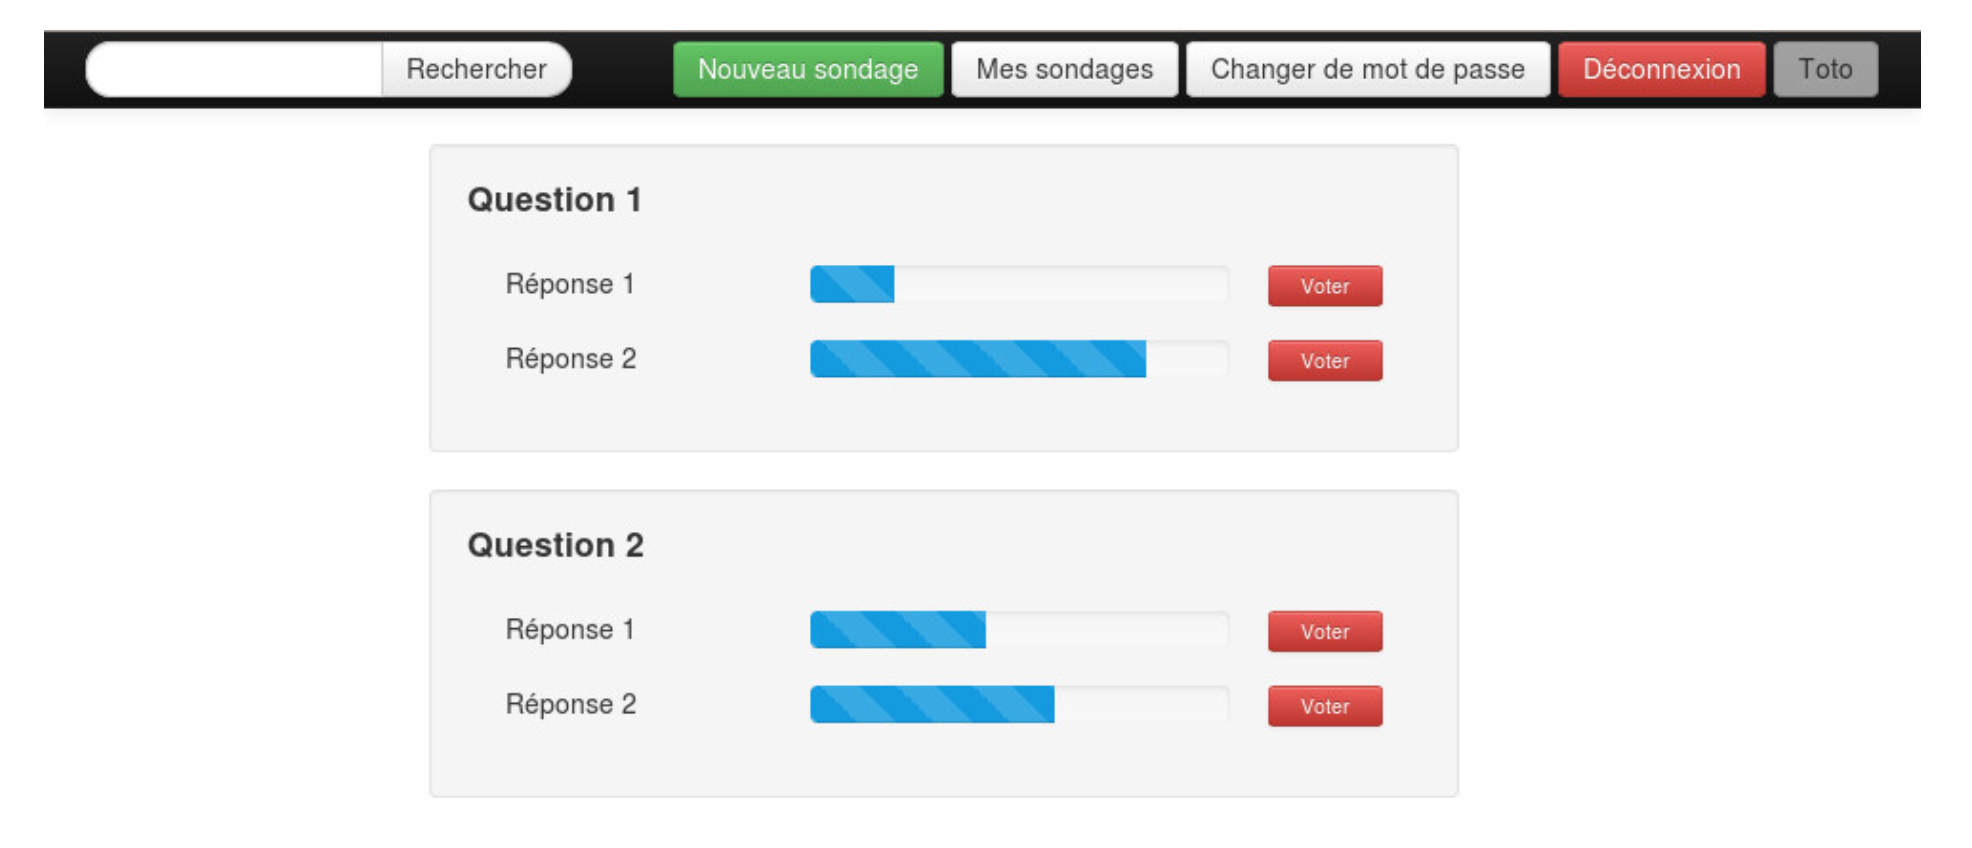 Rechercher Nouveau sondage Mes sondages Changer de mot de passe Déconnexion Toto
Question 1
Réponse 1 Voter
Réponse 2 Voter
Question 2
Réponse 1 Voter
Réponse 2 Voter